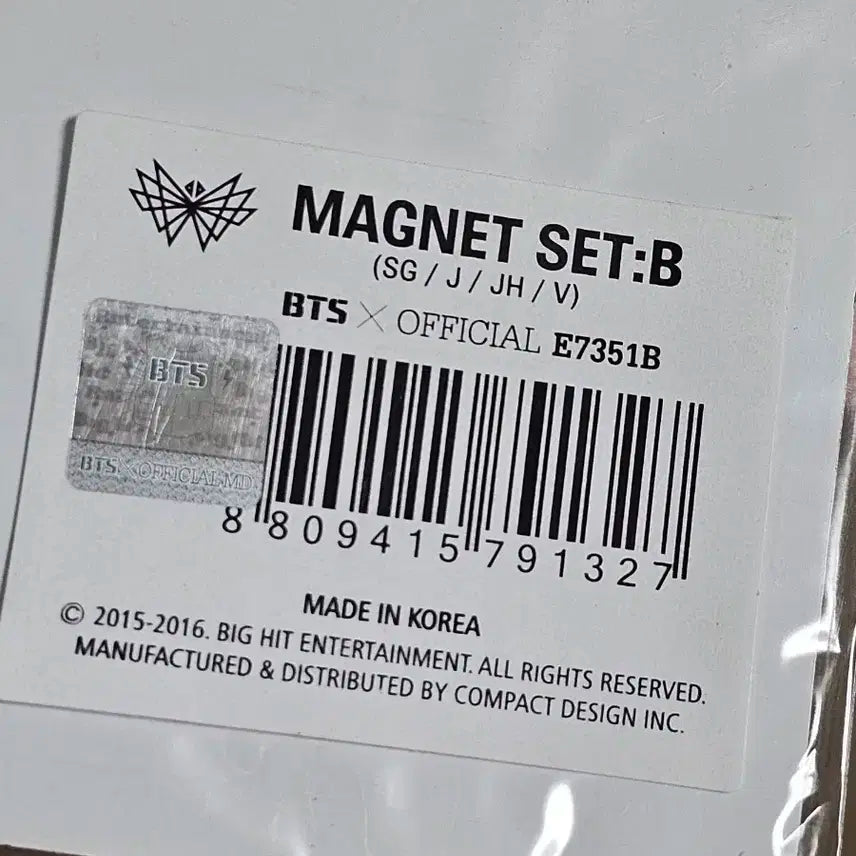 MAGNET SET:B
(SG / J / JH / V)
BTS × OFFICIAL E7351B
BTS
BTS × OFFICIAL MD
8 809415 791327
MADE IN KOREA
© 2015-2016. BIG HIT ENTERTAINMENT. ALL RIGHTS RESERVED.
MANUFACTURED & DISTRIBUTED BY COMPACT DESIGN INC.